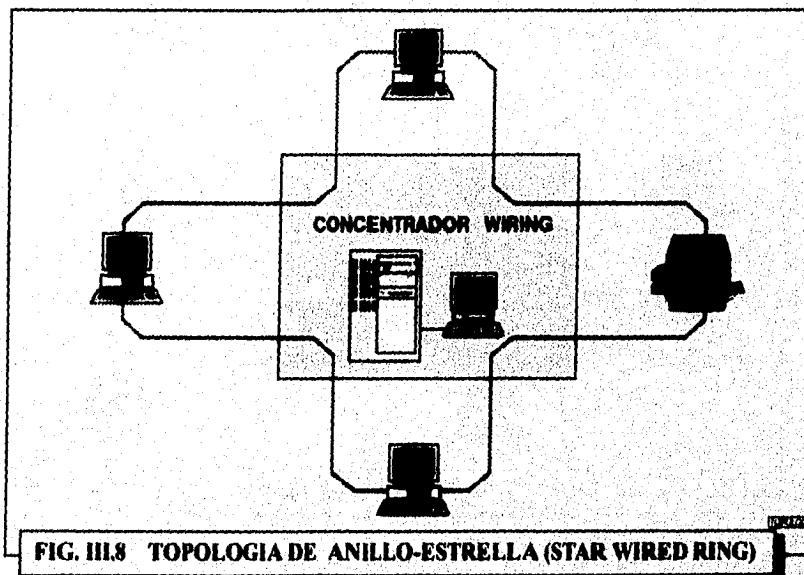 CONCENTRADOR WIRING
FIG. III.8 TOPOLOGIA DE ANILLO-ESTRELLA (STAR WIRED RING)